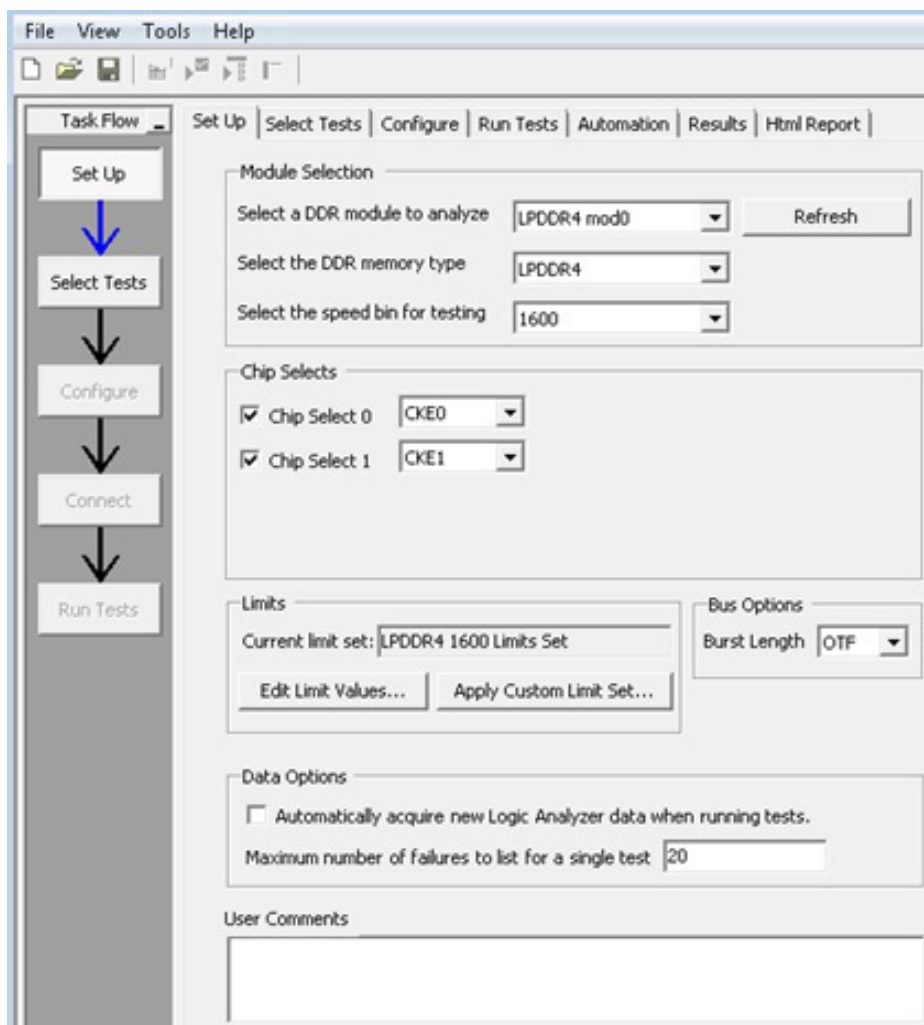 File View Tools Help
Task Flow
Set Up
Select Tests
Configure
Connect
Run Tests
Set Up Select Tests Configure Run Tests Automation Results Html Report
Module Selection
Select a DDR module to analyze LPDDR4 mod0 Refresh
Select the DDR memory type LPDDR4
Select the speed bin for testing 1600
Chip Selects
Chip Select 0 CKE0
Chip Select 1 CKE1
Limits
Current limit set: LPDDR4 1600 Limits Set
Edit Limit Values... Apply Custom Limit Set...
Bus Options
Burst Length OTF
Data Options
Automatically acquire new Logic Analyzer data when running tests.
Maximum number of failures to list for a single test 20
User Comments